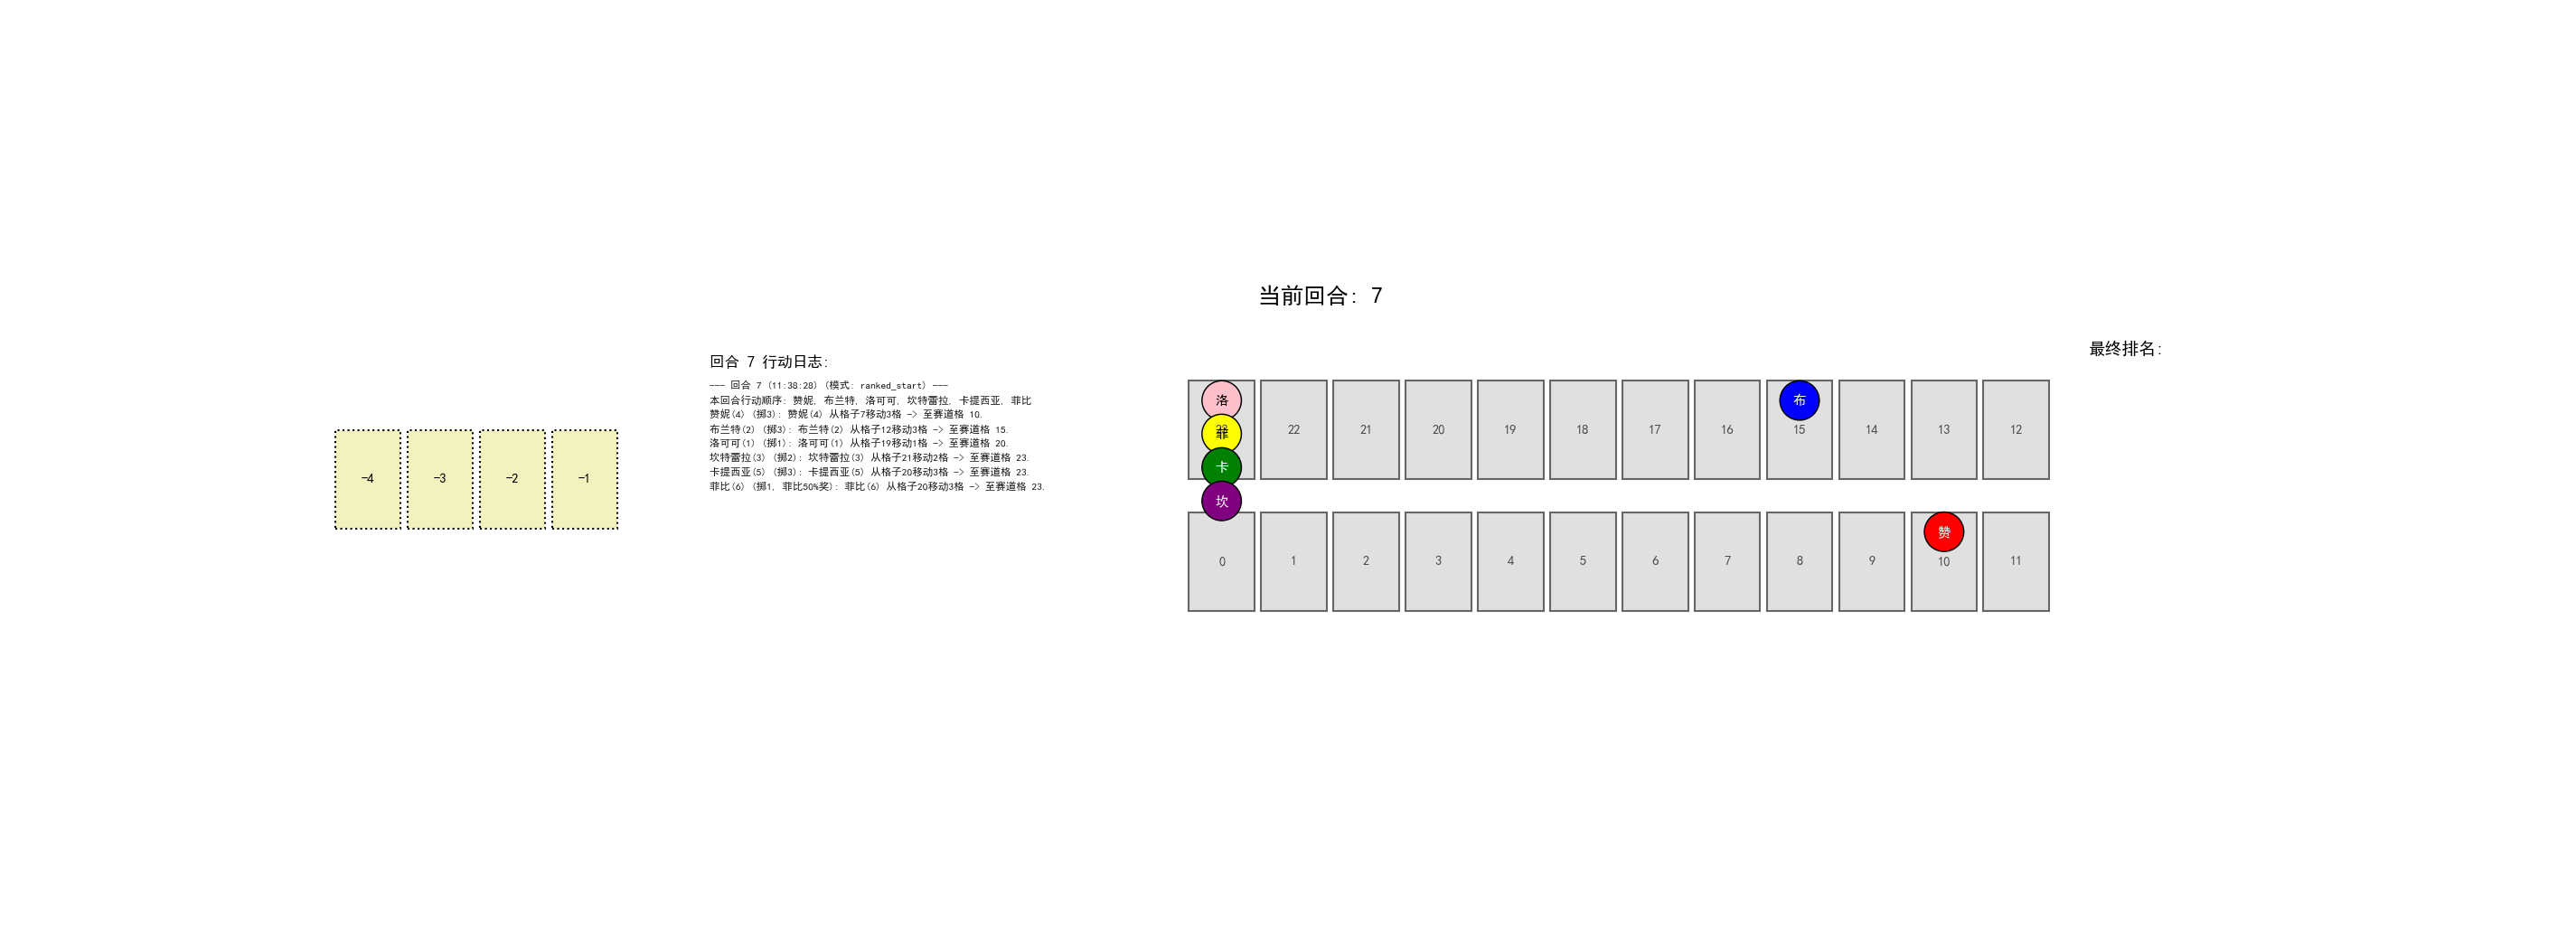 当前回合: 7
最终排名:
回合 7 行动日志:
--- 回合 7 (11:38:28) (模式: ranked_start) ---
本回合行动顺序: 赞妮, 布兰特, 洛可可, 坎特蕾拉, 卡提西亚, 菲比
赞妮(4) (掷3): 赞妮(4) 从格子7移动3格 -> 至赛道格 10.
布兰特(2) (掷3): 布兰特(2) 从格子12移动3格 -> 至赛道格 15.
洛可可(1) (掷1): 洛可可(1) 从格子19移动1格 -> 至赛道格 20.
坎特蕾拉(3) (掷2): 坎特蕾拉(3) 从格子21移动2格 -> 至赛道格 23.
卡提西亚(5) (掷3): 卡提西亚(5) 从格子20移动3格 -> 至赛道格 23.
菲比(6) (掷1, 菲比50%奖): 菲比(6) 从格子20移动3格 -> 至赛道格 23.
-4 -3 -2 -1
洛 布
菲 22 21 20 19 18 17 16 15 14 13 12
卡
坎 赞
0 1 2 3 4 5 6 7 8 9 10 11